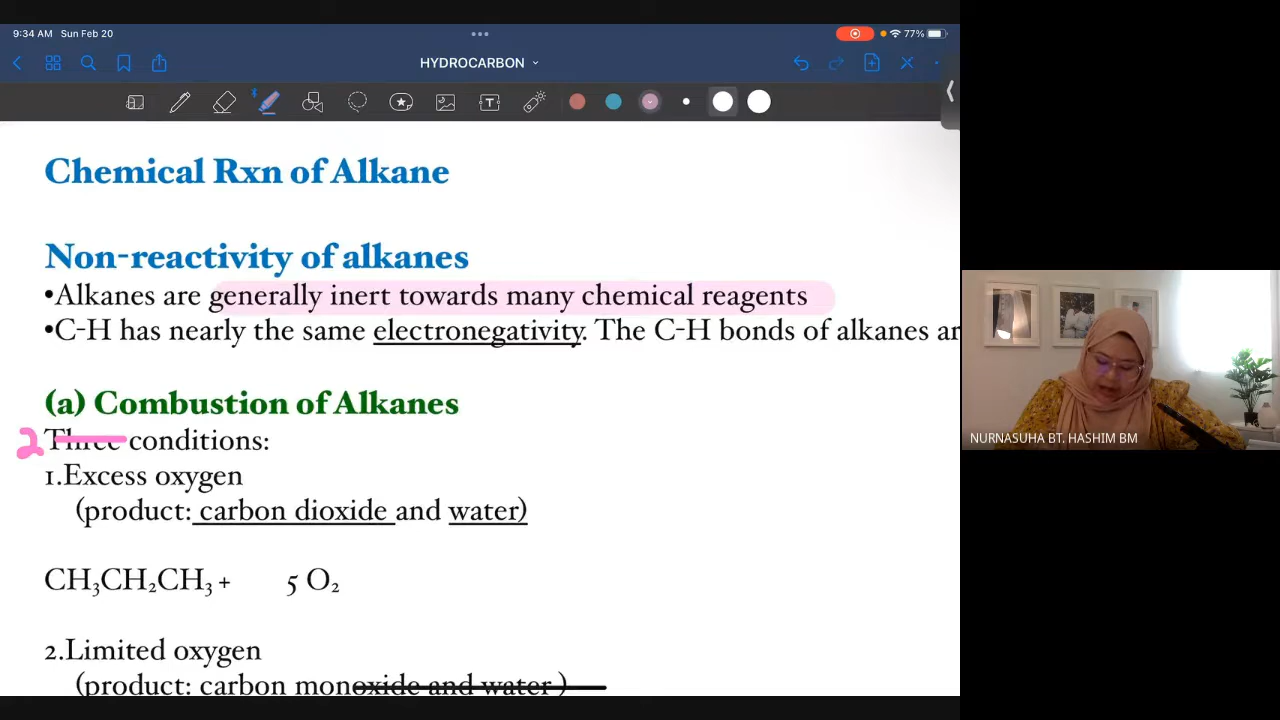 9:34 AM Sun Feb 20
77%
HYDROCARBON
T
Chemical Rxn of Alkane
Non-reactivity of alkanes
•Alkanes are generally inert towards many chemical reagents
•C-H has nearly the same electronegativity. The C-H bonds of alkanes ar
(a) Combustion of Alkanes
2 Three conditions:
1.Excess oxygen
(product: carbon dioxide and water)
CH₃CH₂CH₃ + 5 O₂
2.Limited oxygen
(product: carbon monoxide and water )
NURNASUHA BT. HASHIM BM